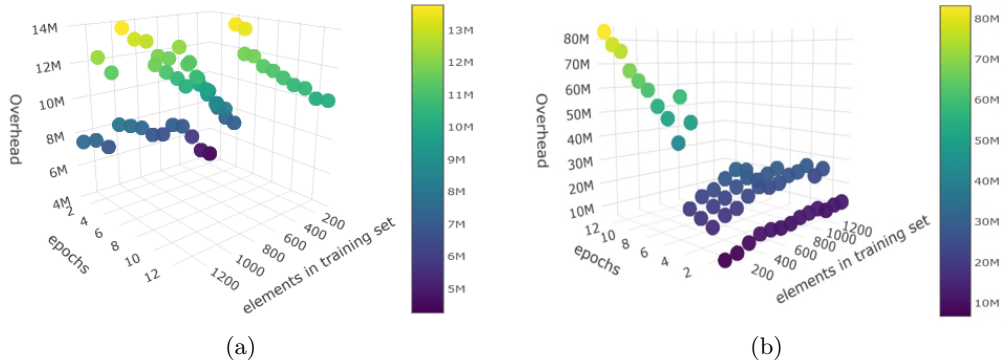 14M
12M
10M
8M
6M
4M
Overhead
2
4
6
8
10
12
epochs
1200
1000
800
600
400
200
elements in training set
13M
12M
11M
10M
9M
8M
7M
6M
5M
(a)
80M
70M
60M
50M
40M
30M
20M
10M
Overhead
12
10
8
6
4
2
epochs
200
400
600
800
1000
1200
elements in training set
80M
70M
60M
50M
40M
30M
20M
10M
(b)